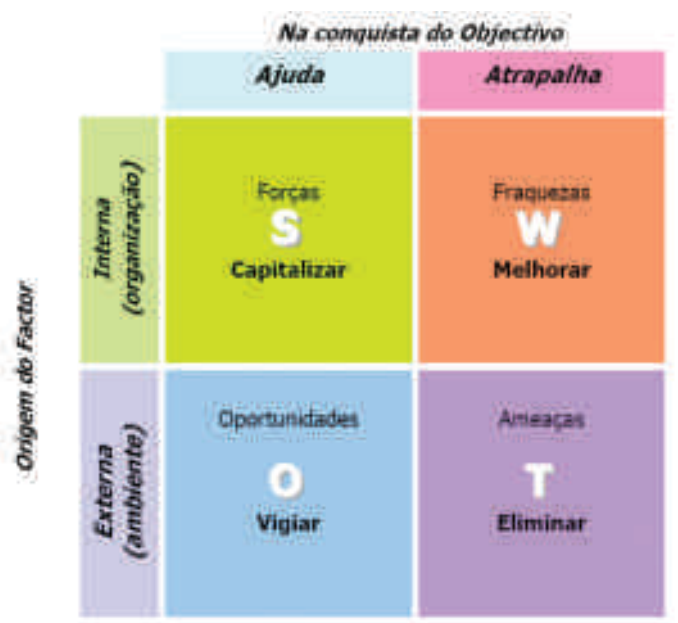 Na conquista do Objectivo
Ajuda
Atrapalha
Origem do Factor
Interna
(organização)
Forças
S
Capitalizar
Fraquezas
W
Melhorar
Externa
(ambiente)
Oportunidades
O
Vigiar
Ameaças
T
Eliminar